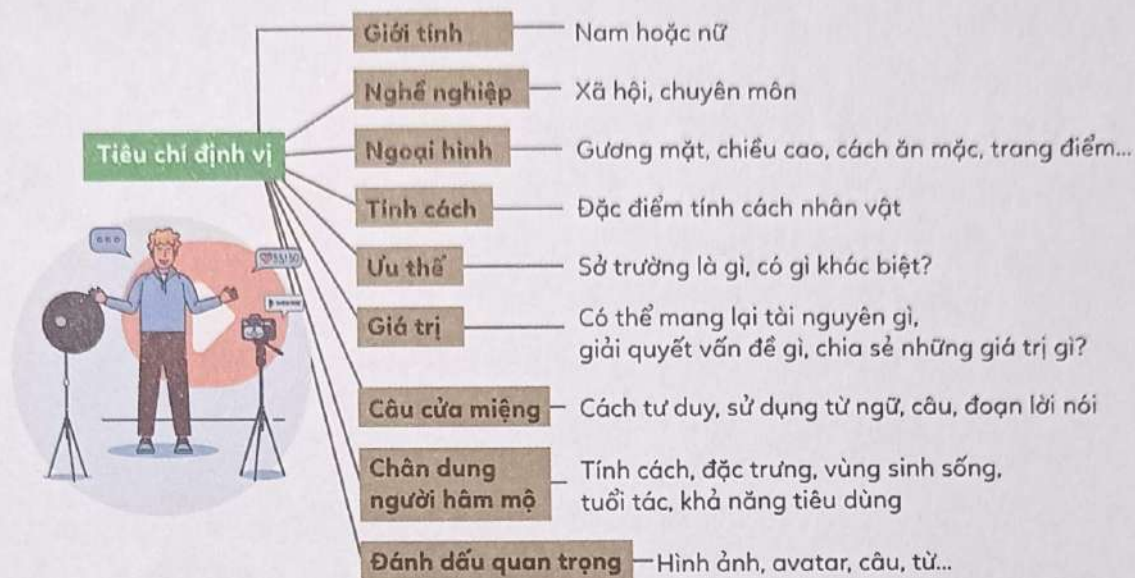 Giới tính
Nam hoặc nữ
Nghề nghiệp
Xã hội, chuyên môn
Tiêu chí định vị
Ngoại hình
Gương mặt, chiều cao, cách ăn mặc, trang điểm...
Tính cách
Đặc điểm tính cách nhân vật
Ưu thế
Sở trường là gì, có gì khác biệt?
Giá trị
Có thể mang lại tài nguyên gì,
giải quyết vấn đề gì, chia sẻ những giá trị gì?
Câu cửa miệng
Cách tư duy, sử dụng từ ngữ, câu, đoạn lời nói
Chân dung
người hâm mộ
Tính cách, đặc trưng, vùng sinh sống,
tuổi tác, khả năng tiêu dùng
Đánh dấu quan trọng
Hình ảnh, avatar, câu, từ...